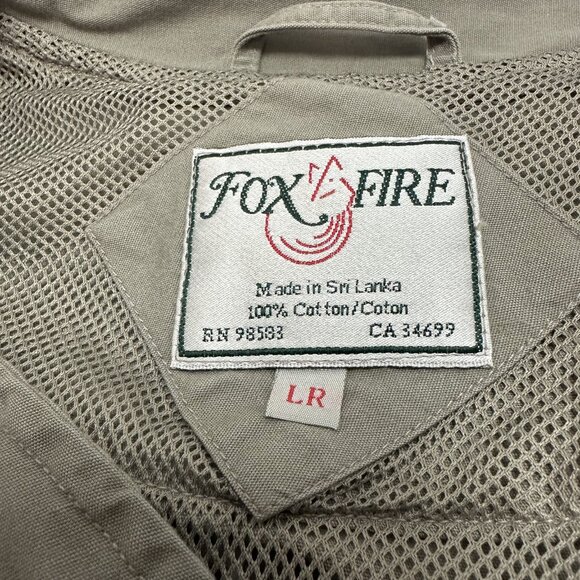 FOX FIRE
Made in Sri Lanka
100% Cotton/Coton
RN 98583 CA 34699
LR